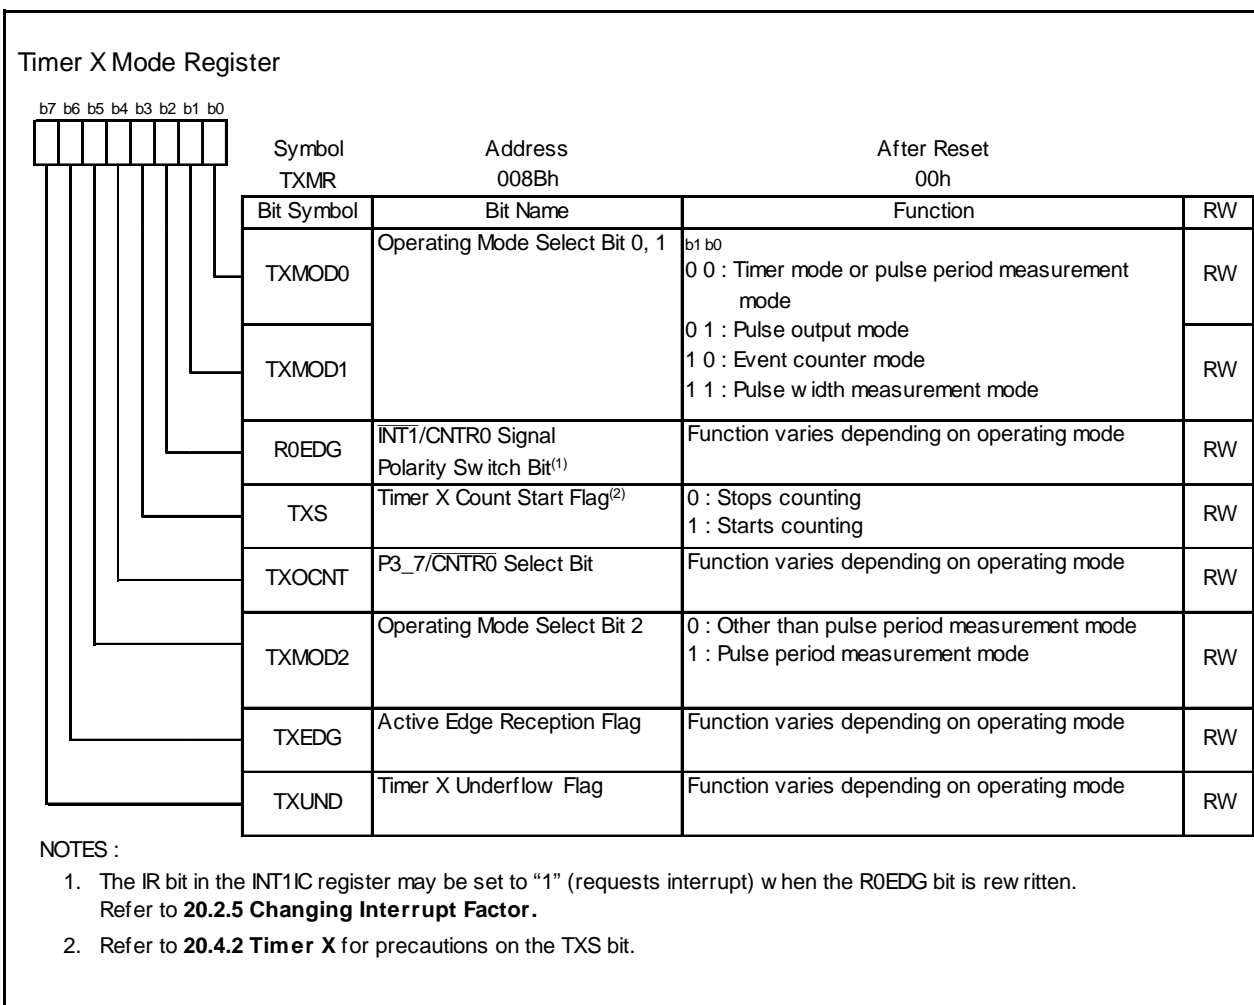 Timer X Mode Register
b7 b6 b5 b4 b3 b2 b1 b0
Symbol Address After Reset
TXMR 008Bh 00h
Bit Symbol Bit Name Function RW
TXMOD0 Operating Mode Select Bit 0, 1 b1 b0
0 0 : Timer mode or pulse period measurement
mode RW
0 1 : Pulse output mode
TXMOD1 1 0 : Event counter mode RW
1 1 : Pulse width measurement mode
R0EDG INT1/CNTR0 Signal Function varies depending on operating mode RW
Polarity Switch Bit(1)
TXS Timer X Count Start Flag(2) 0 : Stops counting RW
1 : Starts counting
TXOCNT P3_7/CNTR0 Select Bit Function varies depending on operating mode RW
TXMOD2 Operating Mode Select Bit 2 0 : Other than pulse period measurement mode RW
1 : Pulse period measurement mode
TXEDG Active Edge Reception Flag Function varies depending on operating mode RW
TXUND Timer X Underflow Flag Function varies depending on operating mode RW
NOTES :
1. The IR bit in the INT1IC register may be set to “1” (requests interrupt) when the R0EDG bit is rewritten.
Refer to 20.2.5 Changing Interrupt Factor.
2. Refer to 20.4.2 Timer X for precautions on the TXS bit.